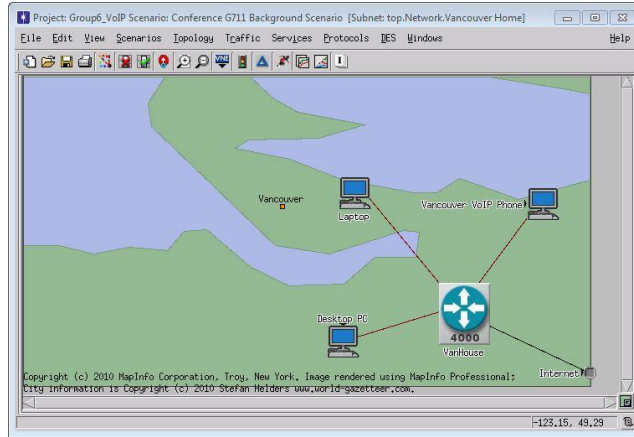 Project: Group6_VoIP Scenario: Conference G711 Background Scenario [Subnet: top.Network.Vancouver Home]
File Edit View Scenarios Topology Traffic Services Protocols DES Windows Help
VNE
Vancouver
Laptop
Vancouver VoIP Phone
Desktop PC
4000
VanHouse
Internet
Copyright (c) 2010 MapInfo Corporation, Troy, New York. Image rendered using MapInfo Professional;
City information is Copyright (c) 2010 Stefan Helders www.world-gazetteer.com.
-123.15, 49.29